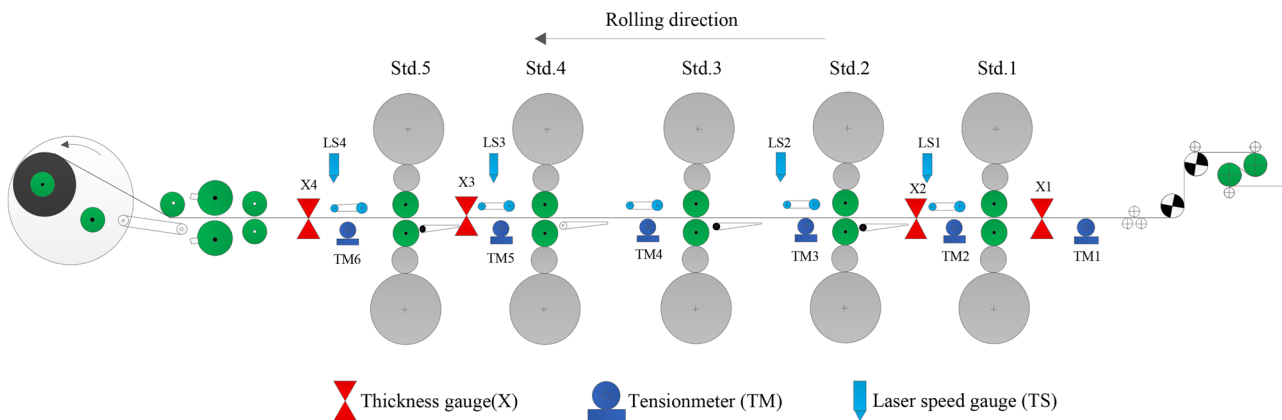 Rolling direction
Std.5
Std.4
Std.3
Std.2
Std.1
LS4
LS3
LS2
LS1
X4
X3
X2
X1
TM6
TM5
TM4
TM3
TM2
TM1
Thickness gauge(X)
Tensionmeter (TM)
Laser speed gauge (TS)